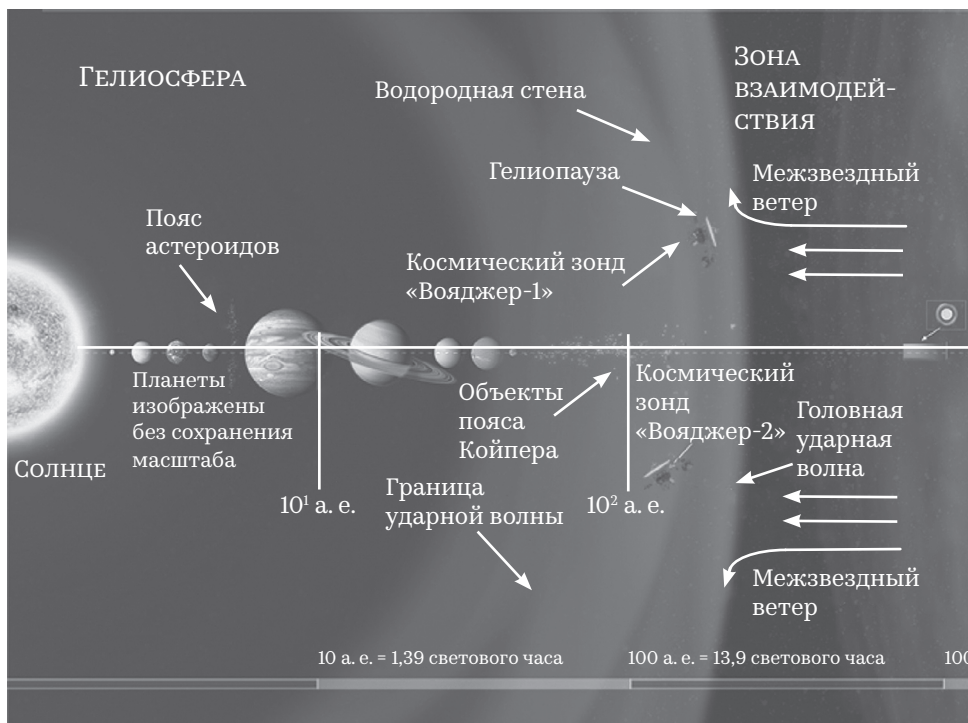 ГЕЛИОСФЕРА
ЗОНА
ВЗАИМОДЕЙ-
СТВИЯ
Водородная стена
Гелиопауза
Межзвездный
ветер
Пояс
астероидов
Космический зонд
«Вояджер-1»
Планеты
изображены
без сохранения
масштаба
Объекты
пояса
Койпера
Космический
зонд
«Вояджер-2»
Головная
ударная
волна
СОЛНЦЕ
Граница
ударной волны
10¹ а. е.
10² а. е.
Межзвездный
ветер
10 а. е. = 1,39 светового часа
100 а. е. = 13,9 светового часа
100